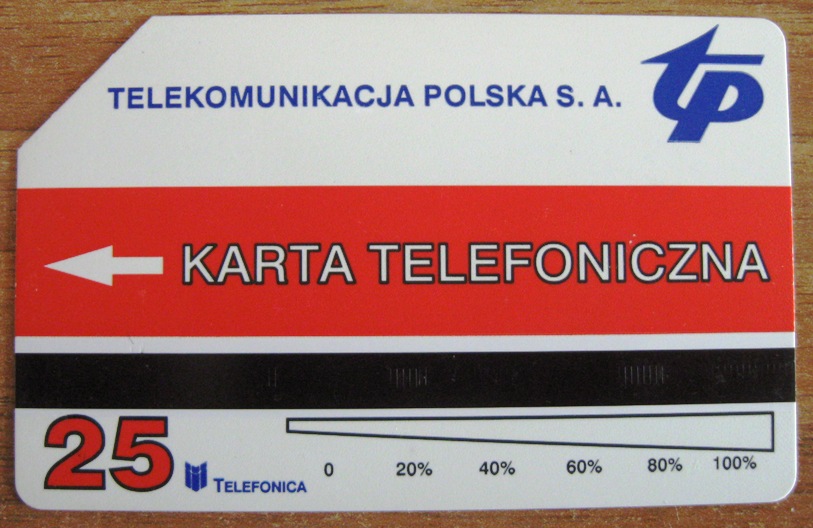 TELEKOMUNIKACJA POLSKA S. A.
tp
KARTA TELEFONICZNA
25
TELEFONICA
0 20% 40% 60% 80% 100%